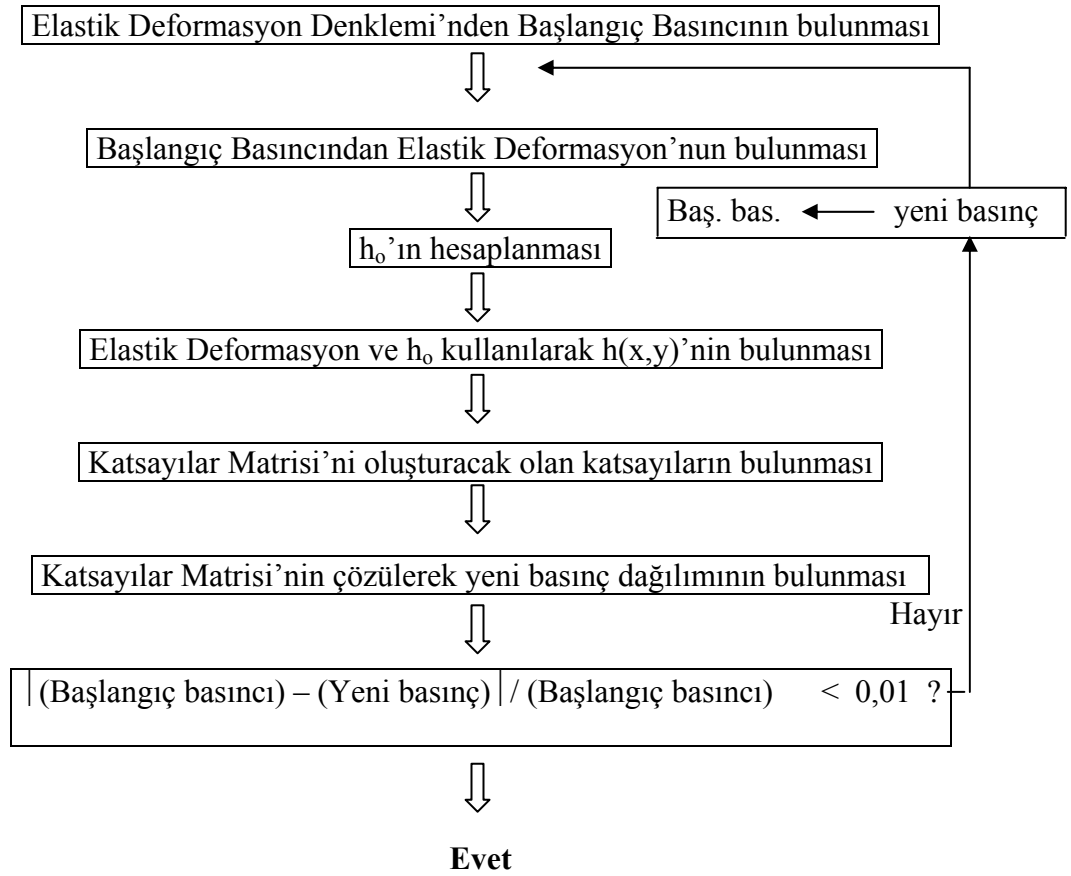 Elastik Deformasyon Denklemi’nden Başlangıç Basıncının bulunması
Başlangıç Basıncından Elastik Deformasyon’nun bulunması
Baş. bas. ← yeni basınç
hₒ’ın hesaplanması
Elastik Deformasyon ve hₒ kullanılarak h(x,y)’nin bulunması
Katsayılar Matrisi’ni oluşturacak olan katsayıların bulunması
Katsayılar Matrisi’nin çözülerek yeni basınç dağılımının bulunması
Hayır
|(Başlangıç basıncı) – (Yeni basınç)| / (Başlangıç basıncı) < 0,01 ?
Evet